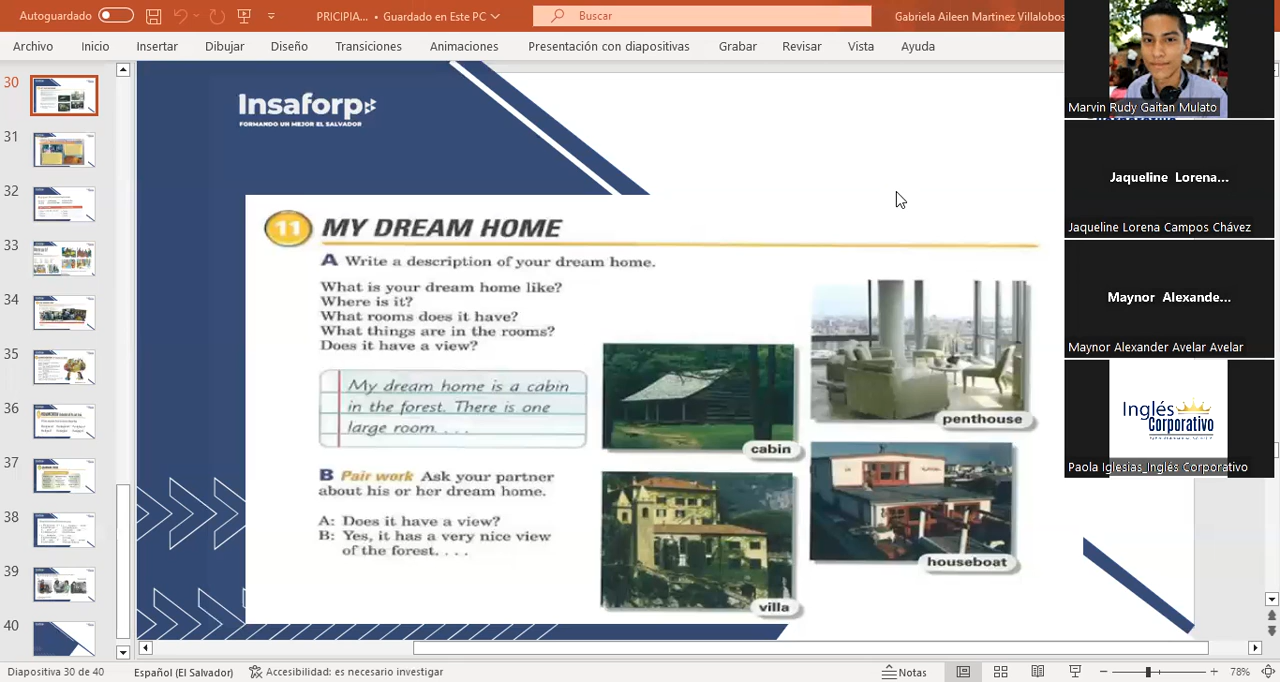 Autoguardado
PRICIPIA... • Guardado en Este PC
Buscar
Gabriela Aileen Martinez Villalobos
Archivo Inicio Insertar Dibujar Diseño Transiciones Animaciones Presentación con diapositivas Grabar Revisar Vista Ayuda
30
31
32
33
34
35
36
37
38
39
40
Insaforp
FORMANDO UN MEJOR EL SALVADOR
11 MY DREAM HOME
A Write a description of your dream home.
What is your dream home like?
Where is it?
What rooms does it have?
What things are in the rooms?
Does it have a view?
My dream home is a cabin
in the forest. There is one
large room. . . .
B Pair work Ask your partner
about his or her dream home.
A: Does it have a view?
B: Yes, it has a very nice view
of the forest. . . .
cabin
penthouse
villa
houseboat
Marvin Rudy Gaitan Mulato
Jaqueline Lorena...
Jaqueline Lorena Campos Chávez
Maynor Alexande...
Maynor Alexander Avelar Avelar
Inglés
Corporativo
Paola Iglesias_Inglés Corporativo
Diapositiva 30 de 40
Español (El Salvador)
Accesibilidad: es necesario investigar
Notas
78%